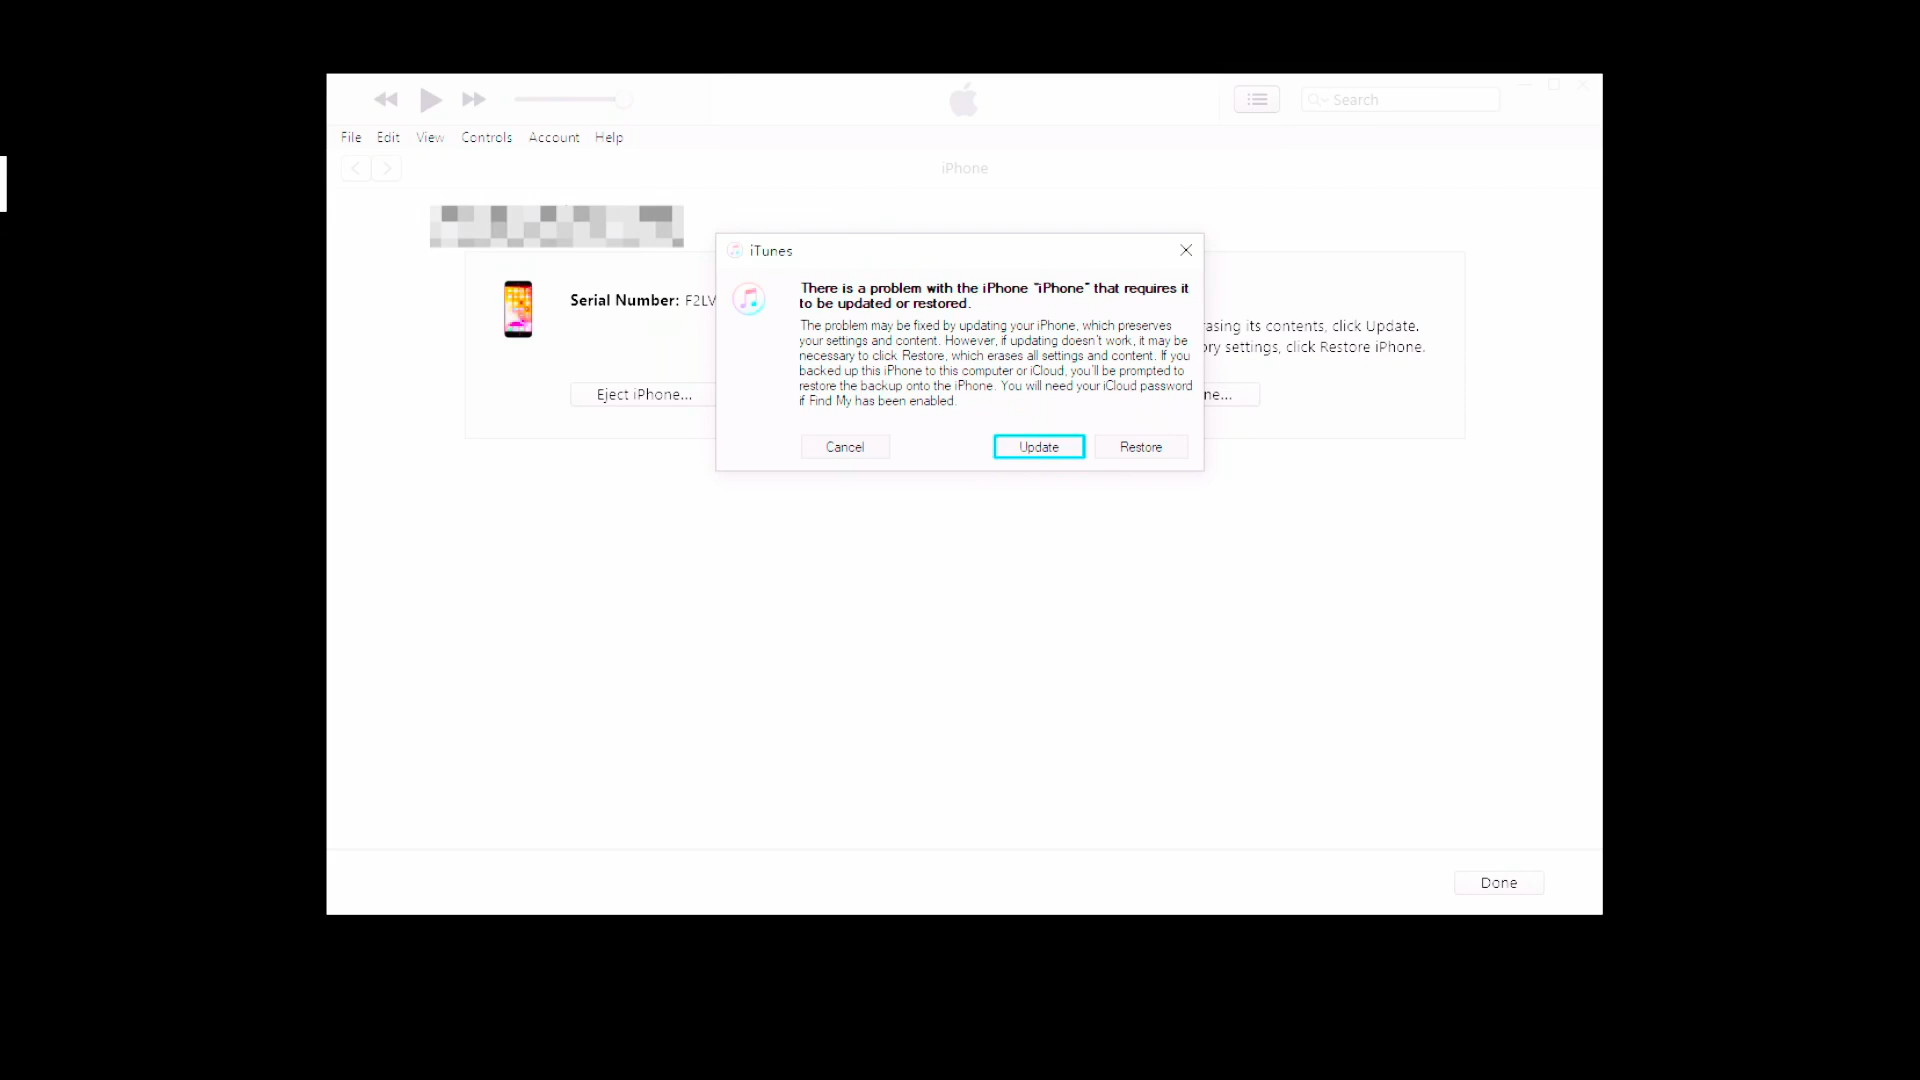 Search
File Edit View Controls Account Help
iPhone
iTunes
There is a problem with the iPhone "iPhone" that requires it
to be updated or restored.
The problem may be fixed by updating your iPhone, which preserves
your settings and content. However, if updating doesn't work, it may be
necessary to click Restore, which erases all settings and content. If you
backed up this iPhone to this computer or iCloud, you'll be prompted to
restore the backup onto the iPhone. You will need your iCloud password
if Find My has been enabled.
Cancel Update Restore
Serial Number: F2LV
asing its contents, click Update.
ory settings, click Restore iPhone.
Eject iPhone...
ne...
Done